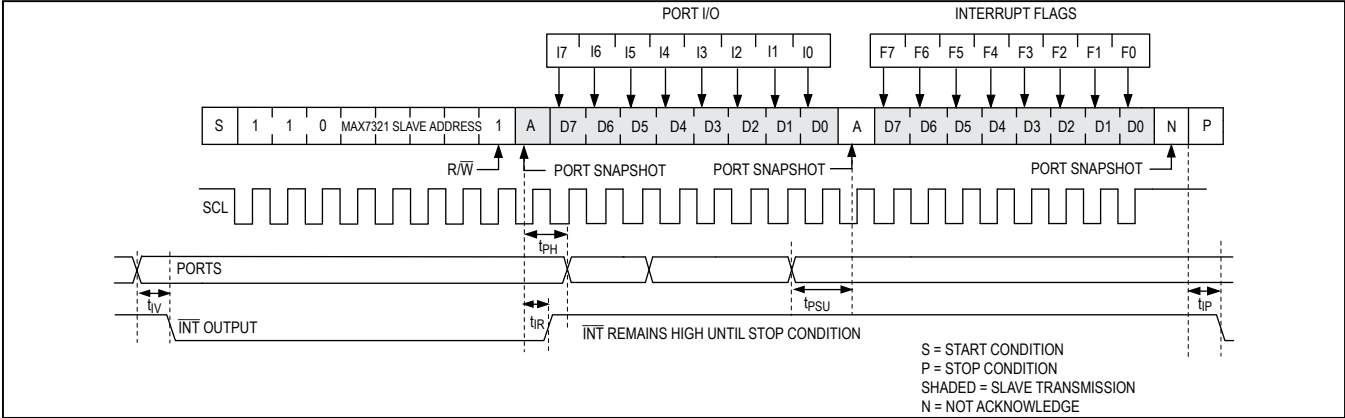 PORT I/O INTERRUPT FLAGS
I7 I6 I5 I4 I3 I2 I1 I0 F7 F6 F5 F4 F3 F2 F1 F0
S 1 1 0 MAX7321 SLAVE ADDRESS 1 A D7 D6 D5 D4 D3 D2 D1 D0 A D7 D6 D5 D4 D3 D2 D1 D0 N P
R/W̅ PORT SNAPSHOT PORT SNAPSHOT PORT SNAPSHOT
SCL
tPH
PORTS
tIV tIR tPSU tIP
I̅N̅T̅ OUTPUT I̅N̅T̅ REMAINS HIGH UNTIL STOP CONDITION
S = START CONDITION
P = STOP CONDITION
SHADED = SLAVE TRANSMISSION
N = NOT ACKNOWLEDGE